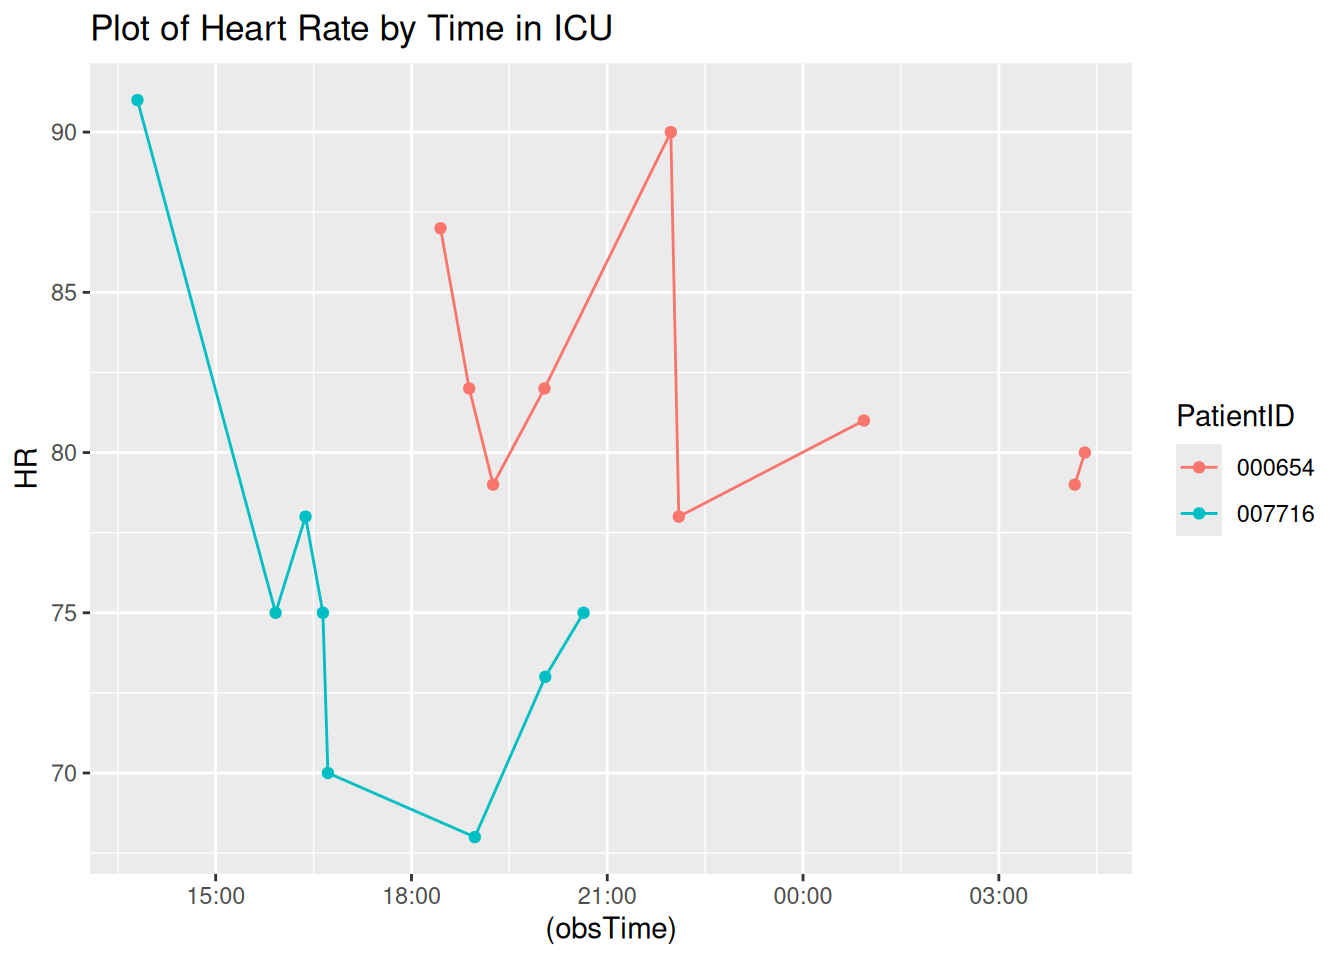 Plot of Heart Rate by Time in ICU
90
85
80
75
70
HR
15:00 18:00 21:00 00:00 03:00
(obsTime)
PatientID
000654
007716